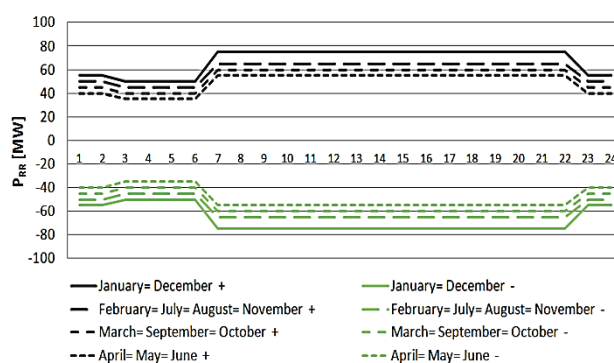 100
80
60
40
20
0
-20
-40
-60
-80
-100
P_RR [MW]
1 2 3 4 5 6 7 8 9 10 11 12 13 14 15 16 17 18 19 20 21 22 23 24
January= December + January= December -
February= July= August= November + February= July= August= November -
March= September= October + March= September= October -
April= May= June + April= May= June -